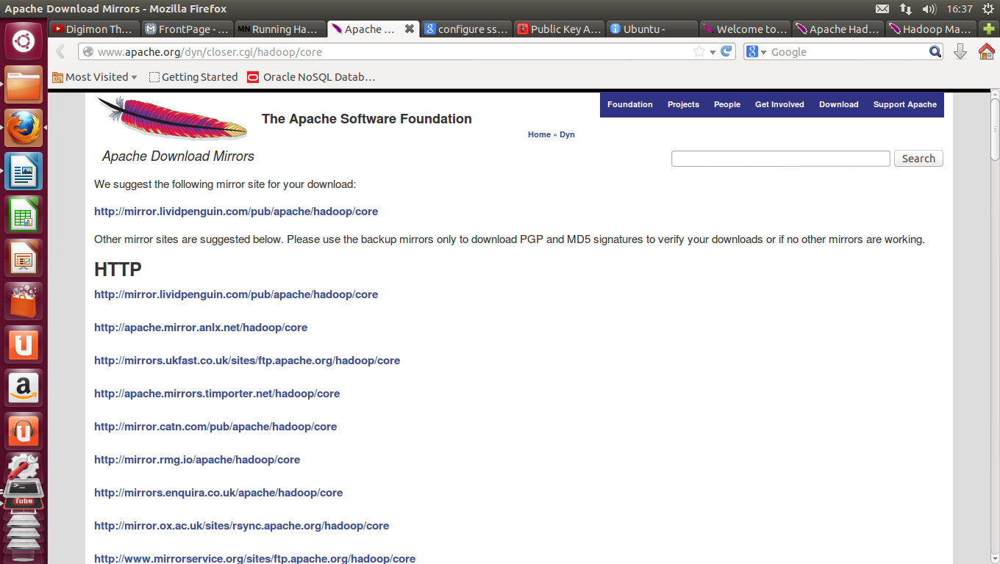 Apache Download Mirrors - Mozilla Firefox 16:37
Digimon Th... FrontPage - ... MN Running Ha... Apache ... configure ss... Public Key A... Ubuntu - Welcome to... Apache Had... Hadoop Ma...
www.apache.org/dyn/closer.cgi/hadoop/core Google
Most Visited Getting Started Oracle NoSQL Datab...
The Apache Software Foundation
Foundation Projects People Get Involved Download Support Apache
Home » Dyn
Apache Download Mirrors
Search
We suggest the following mirror site for your download:
http://mirror.lividpenguin.com/pub/apache/hadoop/core
Other mirror sites are suggested below. Please use the backup mirrors only to download PGP and MD5 signatures to verify your downloads or if no other mirrors are working.
HTTP
http://mirror.lividpenguin.com/pub/apache/hadoop/core
http://apache.mirror.anlx.net/hadoop/core
http://mirrors.ukfast.co.uk/sites/ftp.apache.org/hadoop/core
http://apache.mirrors.timporter.net/hadoop/core
http://mirror.catn.com/pub/apache/hadoop/core
http://mirror.rmg.io/apache/hadoop/core
http://mirrors.enquira.co.uk/apache/hadoop/core
http://mirror.ox.ac.uk/sites/rsync.apache.org/hadoop/core
http://www.mirrorservice.org/sites/ftp.apache.org/hadoop/core
Tube